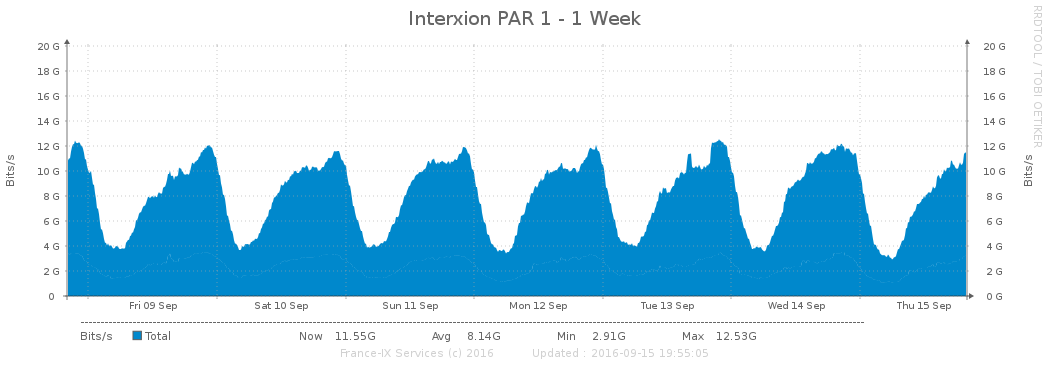 Interxion PAR 1 - 1 Week
RRDTOOL / TOBI OETIKER
Bits/s
20 G 20 G
18 G 18 G
16 G 16 G
14 G 14 G
12 G 12 G
10 G 10 G
8 G 8 G
6 G 6 G
4 G 4 G
2 G 2 G
0 0 G
Bits/s
Fri 09 Sep Sat 10 Sep Sun 11 Sep Mon 12 Sep Tue 13 Sep Wed 14 Sep Thu 15 Sep
Bits/s Total Now 11.55G Avg 8.14G Min 2.91G Max 12.53G
France-IX Services (c) 2016 Updated : 2016-09-15 19:55:05